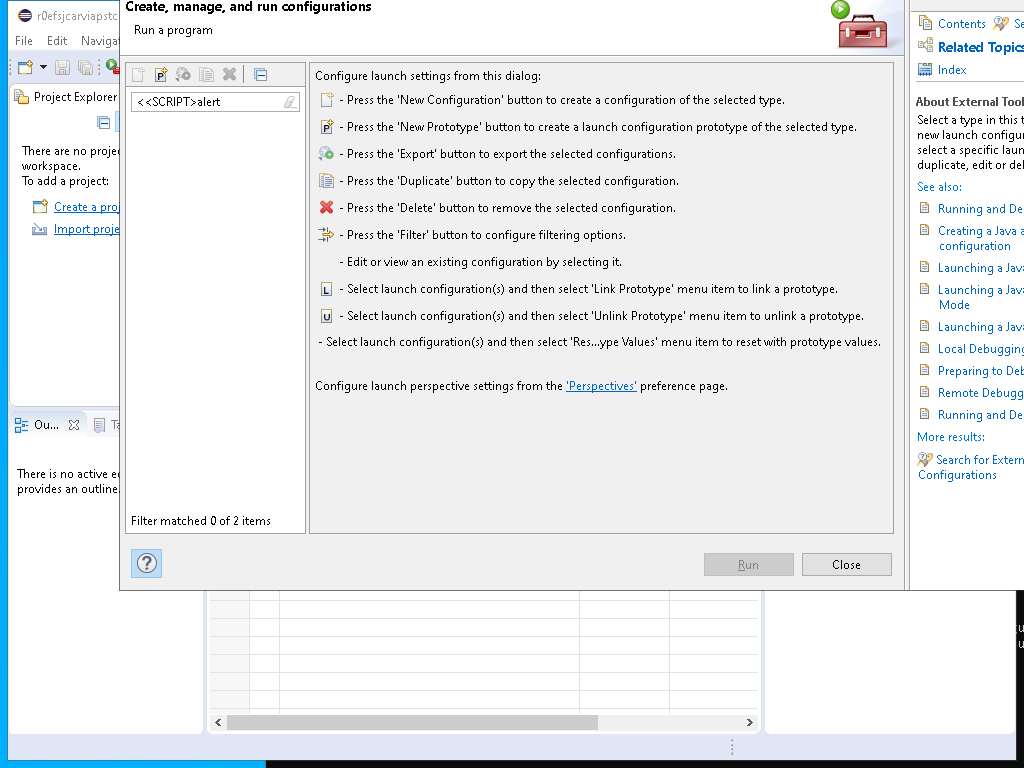 r0efsjcarviapstc
File Edit Navigat
Project Explorer
There are no proje
workspace.
To add a project:
Create a proj
Import proje
Ou...
Ta
There is no active ed
provides an outline.
Create, manage, and run configurations
Run a program
P
<<SCRIPT>alert
Filter matched 0 of 2 items
Configure launch settings from this dialog:
- Press the 'New Configuration' button to create a configuration of the selected type.
P - Press the 'New Prototype' button to create a launch configuration prototype of the selected type.
- Press the 'Export' button to export the selected configurations.
- Press the 'Duplicate' button to copy the selected configuration.
- Press the 'Delete' button to remove the selected configuration.
- Press the 'Filter' button to configure filtering options.
- Edit or view an existing configuration by selecting it.
L - Select launch configuration(s) and then select 'Link Prototype' menu item to link a prototype.
U - Select launch configuration(s) and then select 'Unlink Prototype' menu item to unlink a prototype.
- Select launch configuration(s) and then select 'Res...ype Values' menu item to reset with prototype values.
Configure launch perspective settings from the 'Perspectives' preference page.
?
Run
Close
Contents Se
Related Topics
Index
About External Tool
Select a type in this t
new launch configur
select a specific laun
duplicate, edit or del
See also:
Running and De
Creating a Java a
configuration
Launching a Java
Launching a Java
Mode
Launching a Java
Local Debugging
Preparing to Deb
Remote Debugg
Running and De
More results:
Search for Extern
Configurations